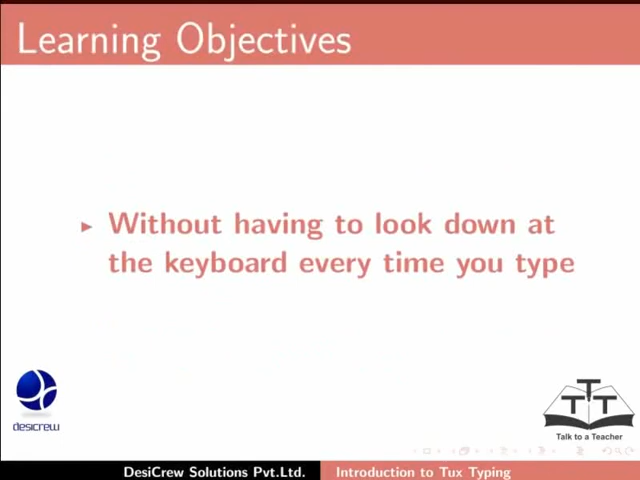 Learning Objectives
Without having to look down at
the keyboard every time you type
desicrew
T
T T
Talk to a Teacher
DesiCrew Solutions Pvt.Ltd. Introduction to Tux Typing